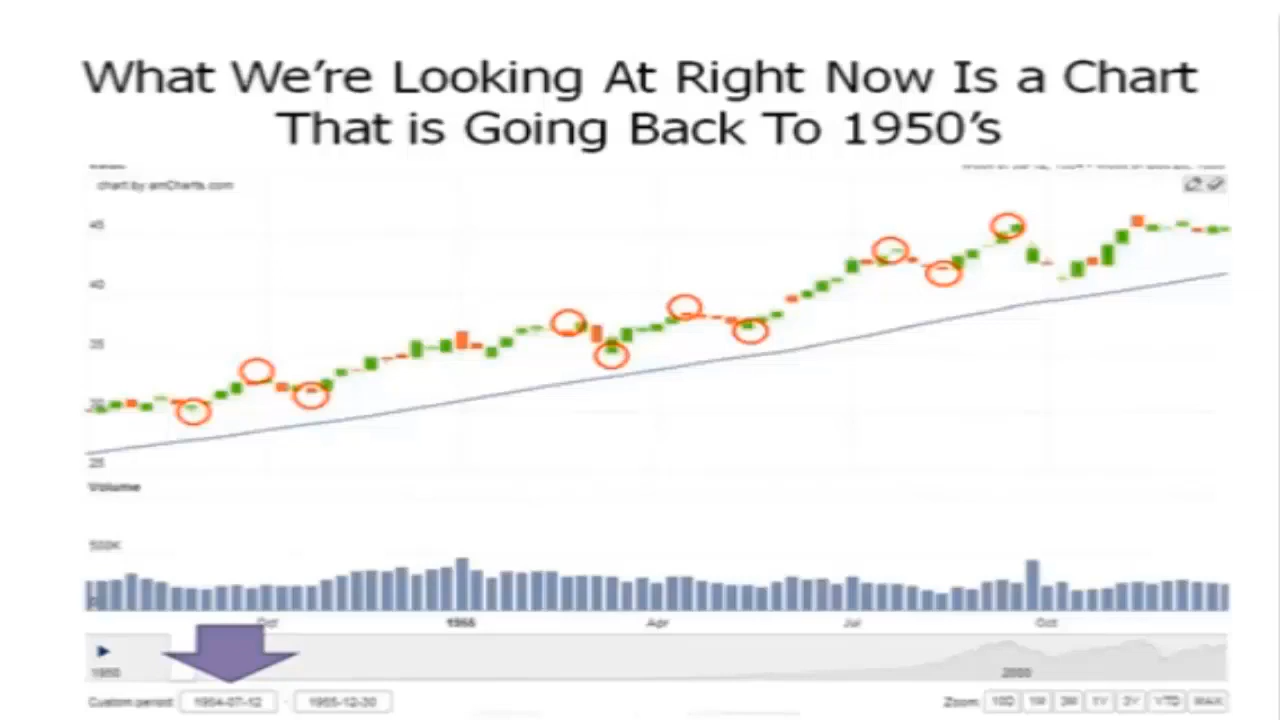 What We're Looking At Right Now Is a Chart
That is Going Back To 1950's
chart by amCharts.com
45
40
35
30
25
Volume
500K
0
Oct 1955 Apr Jul Oct
1950 2000
Custom period: 1954-07-12 - 1955-12-30 Zoom: 10D 1M 3M 1Y 3Y YTD MAX